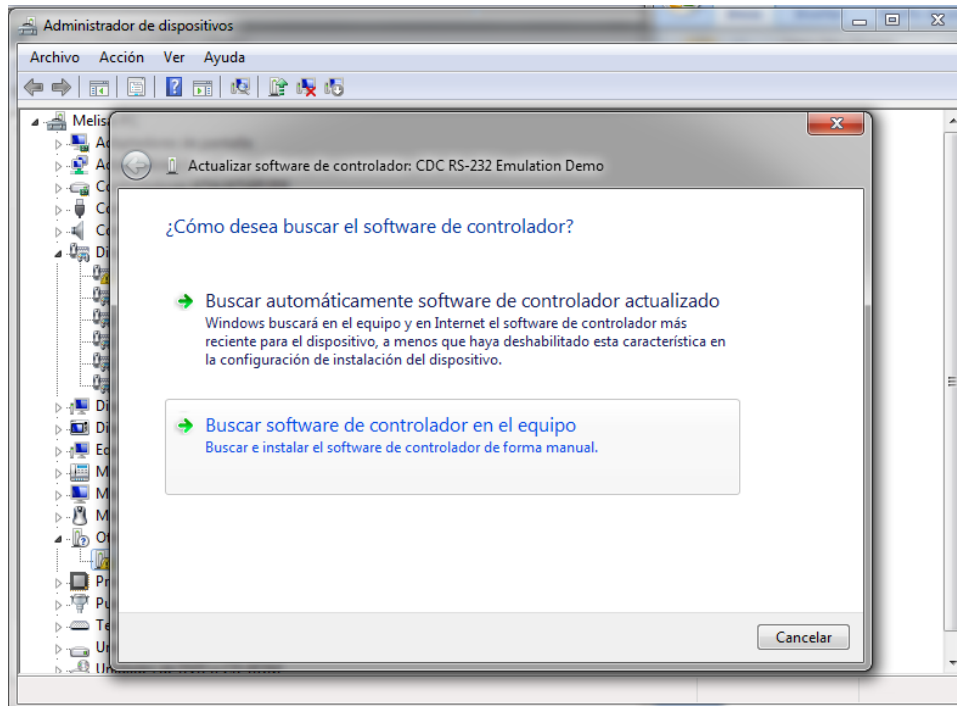 Administrador de dispositivos
Archivo Acción Ver Ayuda
Actualizar software de controlador: CDC RS-232 Emulation Demo
¿Cómo desea buscar el software de controlador?
Buscar automáticamente software de controlador actualizado
Windows buscará en el equipo y en Internet el software de controlador más
reciente para el dispositivo, a menos que haya deshabilitado esta característica en
la configuración de instalación del dispositivo.
Buscar software de controlador en el equipo
Buscar e instalar el software de controlador de forma manual.
Cancelar